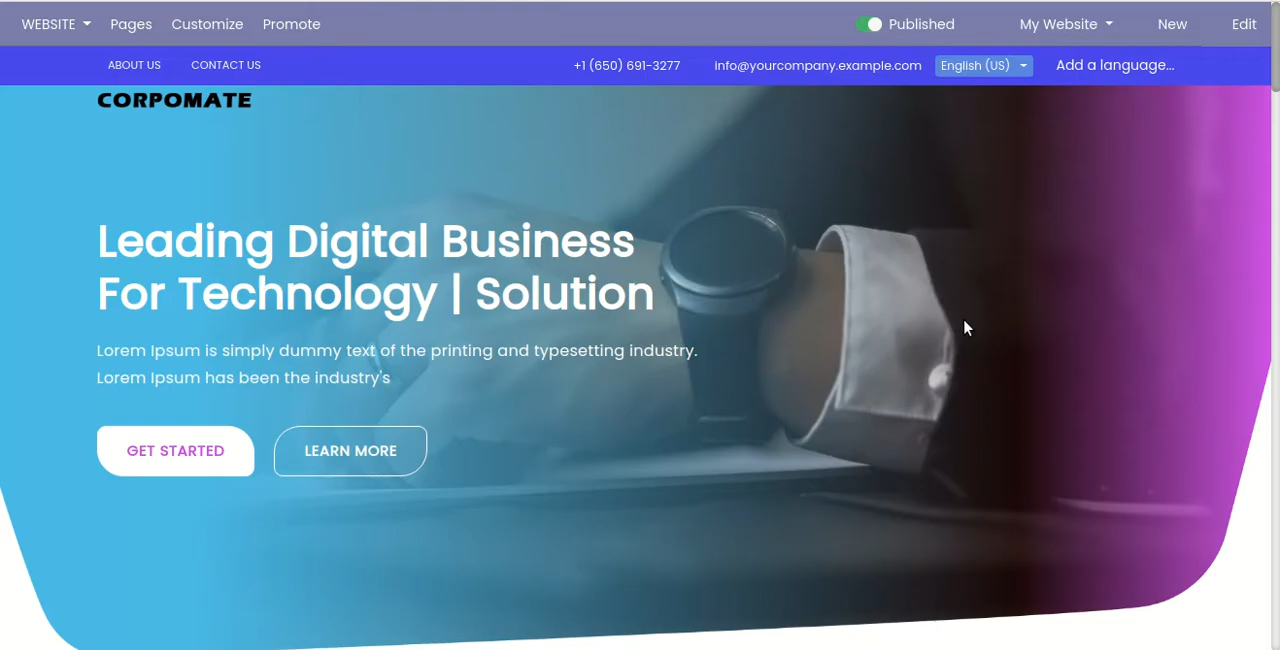 WEBSITE Pages Customize Promote Published My Website New Edit
ABOUT US CONTACT US +1 (650) 691-3277 info@yourcompany.example.com English (US) Add a language...
CORPOMATE
Leading Digital Business
For Technology | Solution
Lorem Ipsum is simply dummy text of the printing and typesetting industry.
Lorem Ipsum has been the industry's
GET STARTED LEARN MORE